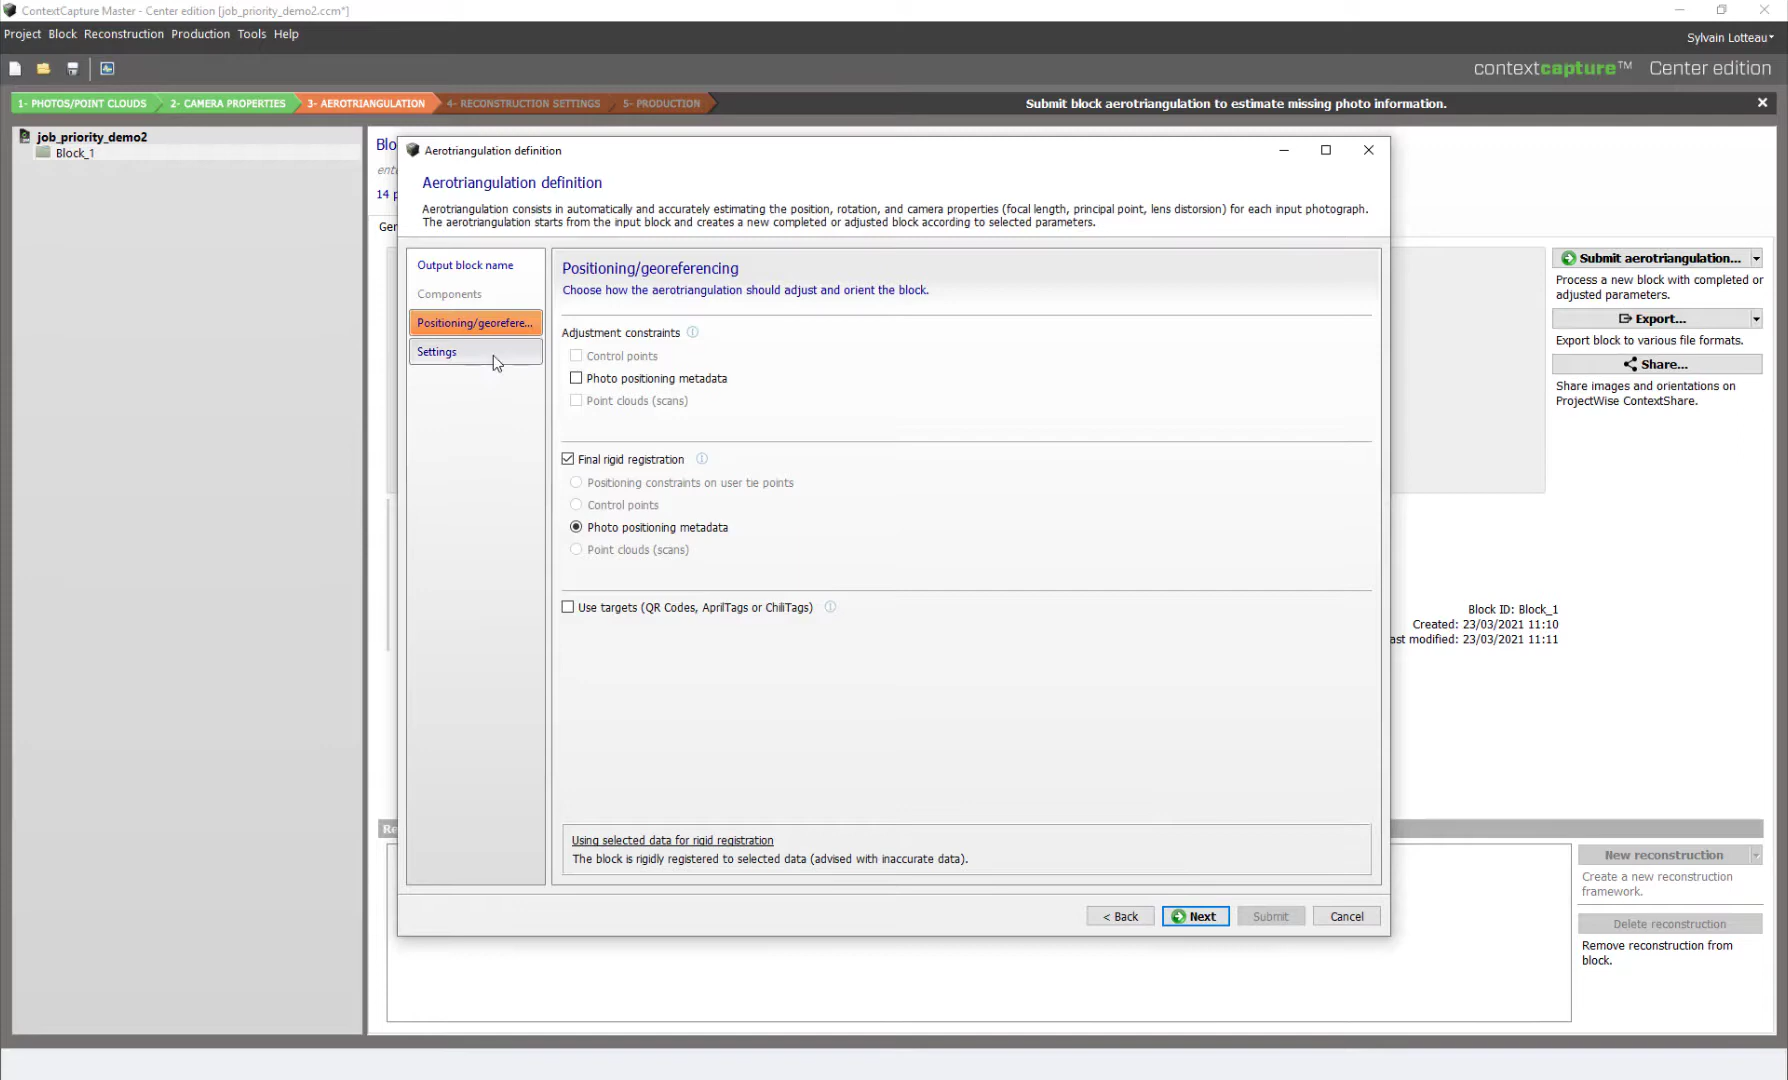 ContextCapture Master - Center edition [job_priority_demo2.ccm*]
Project Block Reconstruction Production Tools Help
Sylvain Lotteau
contextcapture™ Center edition
1- PHOTOS/POINT CLOUDS 2- CAMERA PROPERTIES 3- AEROTRIANGULATION 4- RECONSTRUCTION SETTINGS 5- PRODUCTION
Submit block aerotriangulation to estimate missing photo information.
job_priority_demo2
Block_1
Blo
ente
14 p
Gen
Aerotriangulation definition
Aerotriangulation definition
Aerotriangulation consists in automatically and accurately estimating the position, rotation, and camera properties (focal length, principal point, lens distorsion) for each input photograph.
The aerotriangulation starts from the input block and creates a new completed or adjusted block according to selected parameters.
Output block name
Components
Positioning/georefere...
Settings
Positioning/georeferencing
Choose how the aerotriangulation should adjust and orient the block.
Adjustment constraints
Control points
Photo positioning metadata
Point clouds (scans)
Final rigid registration
Positioning constraints on user tie points
Control points
Photo positioning metadata
Point clouds (scans)
Use targets (QR Codes, AprilTags or ChiliTags)
Using selected data for rigid registration
The block is rigidly registered to selected data (advised with inaccurate data).
< Back
Next
Submit
Cancel
Submit aerotriangulation...
Process a new block with completed or
adjusted parameters.
Export...
Export block to various file formats.
Share...
Share images and orientations on
ProjectWise ContextShare.
Block ID: Block_1
Created: 23/03/2021 11:10
ast modified: 23/03/2021 11:11
Re
New reconstruction
Create a new reconstruction
framework.
Delete reconstruction
Remove reconstruction from
block.